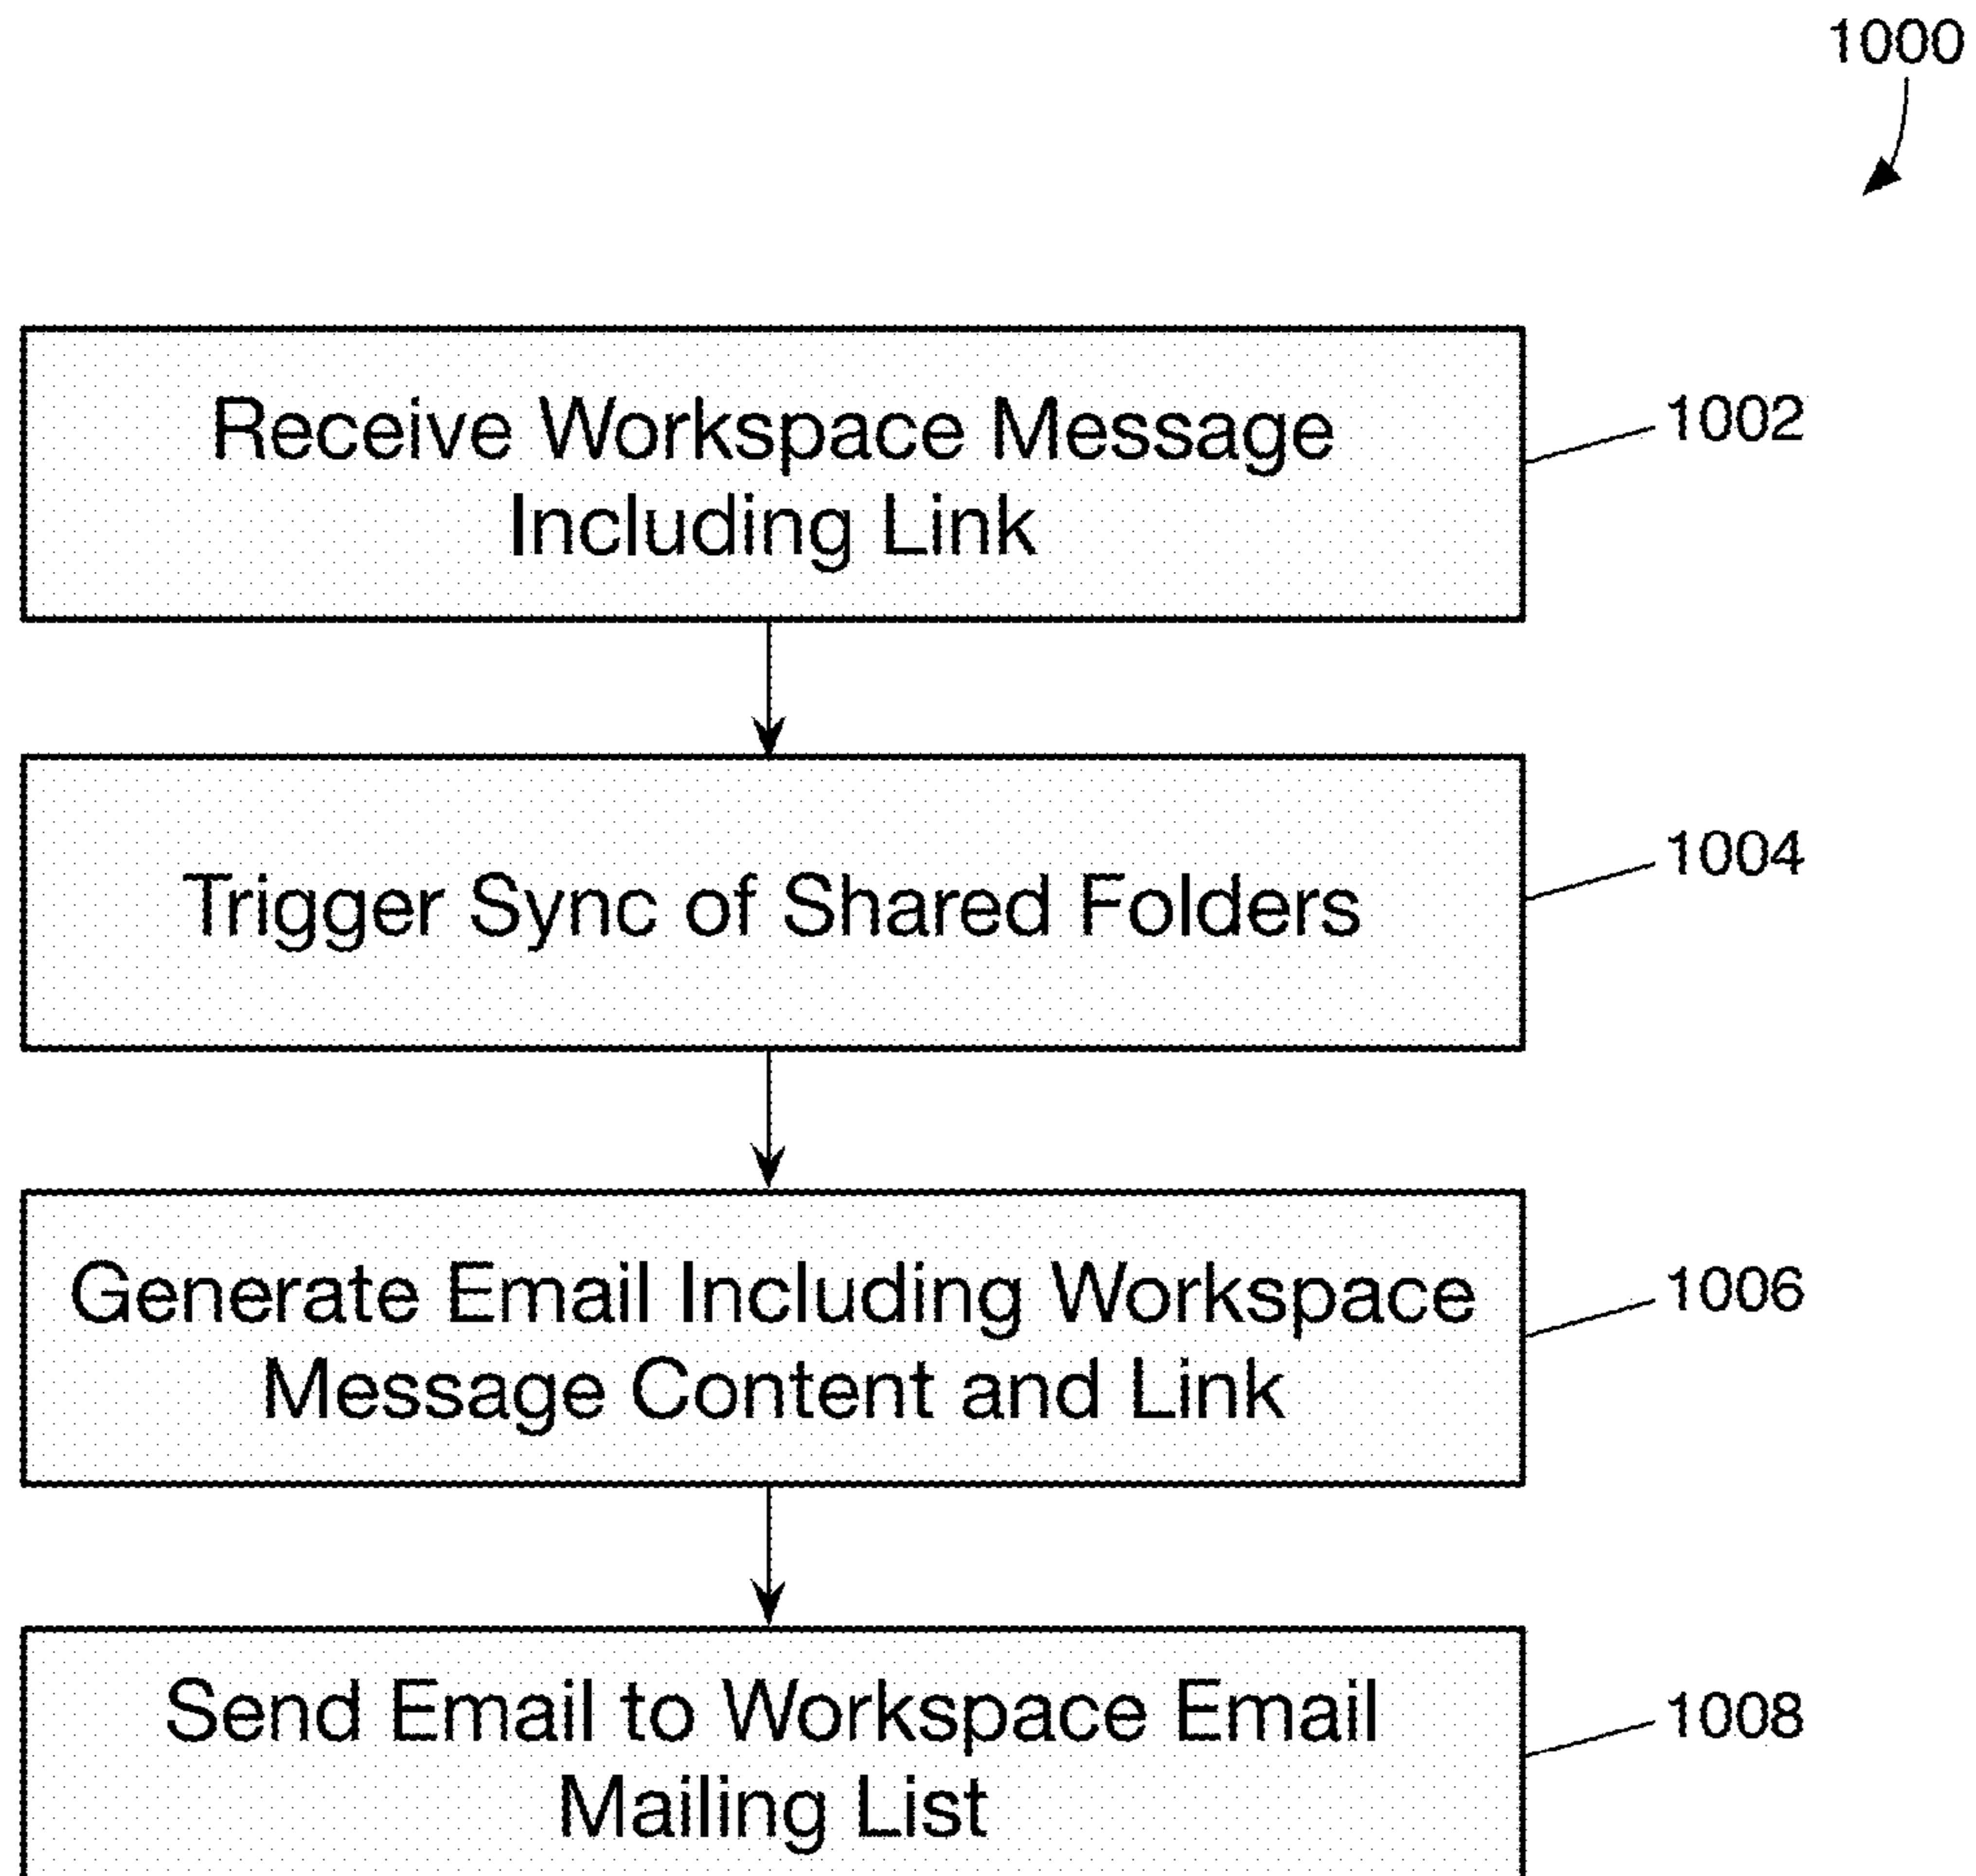 1000
Receive Workspace Message
Including Link
1002
Trigger Sync of Shared Folders
1004
Generate Email Including Workspace
Message Content and Link
1006
Send Email to Workspace Email
Mailing List
1008